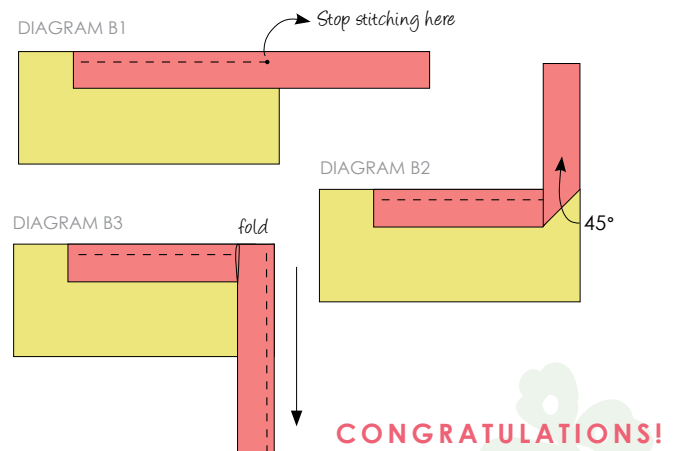 DIAGRAM B1
Stop stitching here
DIAGRAM B2
45°
DIAGRAM B3
fold
CONGRATULATIONS!